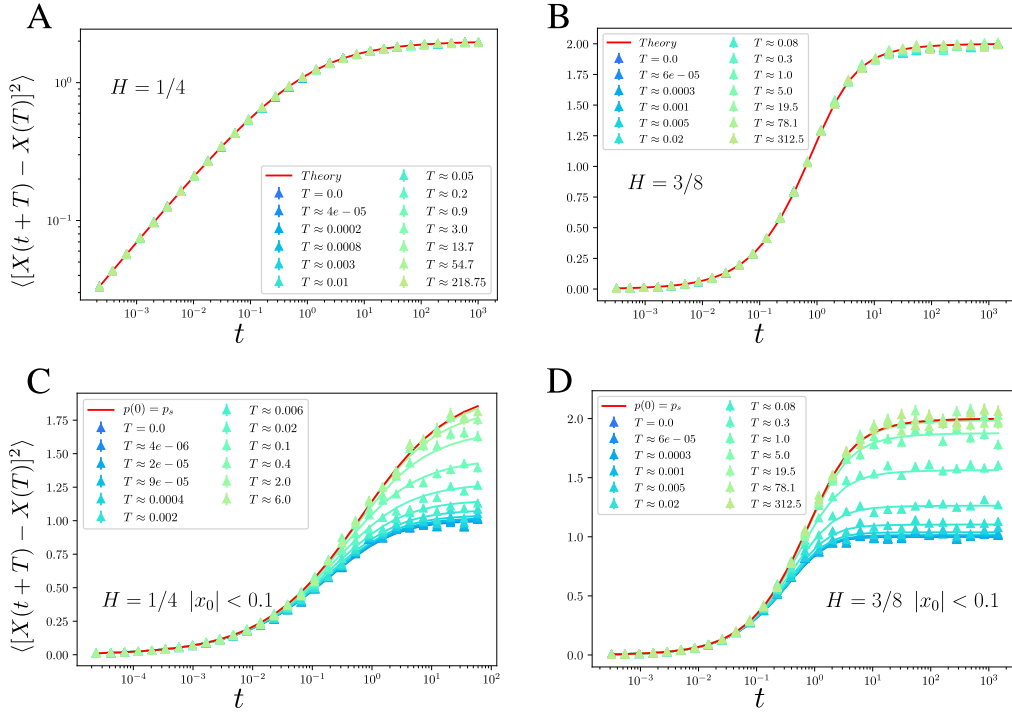 A
⟨[X(t + T) − X(T)]²⟩
10⁰
10⁻¹
H = 1/4
Theory
T = 0.0
T ≈ 4e − 05
T ≈ 0.0002
T ≈ 0.0008
T ≈ 0.003
T ≈ 0.01
T ≈ 0.05
T ≈ 0.2
T ≈ 0.9
T ≈ 3.0
T ≈ 13.7
T ≈ 54.7
T ≈ 218.75
10⁻³ 10⁻² 10⁻¹ 10⁰ 10¹ 10² 10³
t
B
2.00
1.75
1.50
1.25
1.00
0.75
0.50
0.25
0.00
Theory
T = 0.0
T ≈ 6e − 05
T ≈ 0.0003
T ≈ 0.001
T ≈ 0.005
T ≈ 0.02
T ≈ 0.08
T ≈ 0.3
T ≈ 1.0
T ≈ 5.0
T ≈ 19.5
T ≈ 78.1
T ≈ 312.5
H = 3/8
10⁻³ 10⁻² 10⁻¹ 10⁰ 10¹ 10² 10³
t
C
⟨[X(t + T) − X(T)]²⟩
1.75
1.50
1.25
1.00
0.75
0.50
0.25
0.00
p(0) = pₛ
T = 0.0
T ≈ 4e − 06
T ≈ 2e − 05
T ≈ 9e − 05
T ≈ 0.0004
T ≈ 0.002
T ≈ 0.006
T ≈ 0.02
T ≈ 0.1
T ≈ 0.4
T ≈ 2.0
T ≈ 6.0
H = 1/4 |x₀| < 0.1
10⁻⁴ 10⁻³ 10⁻² 10⁻¹ 10⁰ 10¹ 10²
t
D
2.0
1.5
1.0
0.5
0.0
p(0) = pₛ
T = 0.0
T ≈ 6e − 05
T ≈ 0.0003
T ≈ 0.001
T ≈ 0.005
T ≈ 0.02
T ≈ 0.08
T ≈ 0.3
T ≈ 1.0
T ≈ 5.0
T ≈ 19.5
T ≈ 78.1
T ≈ 312.5
H = 3/8 |x₀| < 0.1
10⁻³ 10⁻² 10⁻¹ 10⁰ 10¹ 10² 10³
t